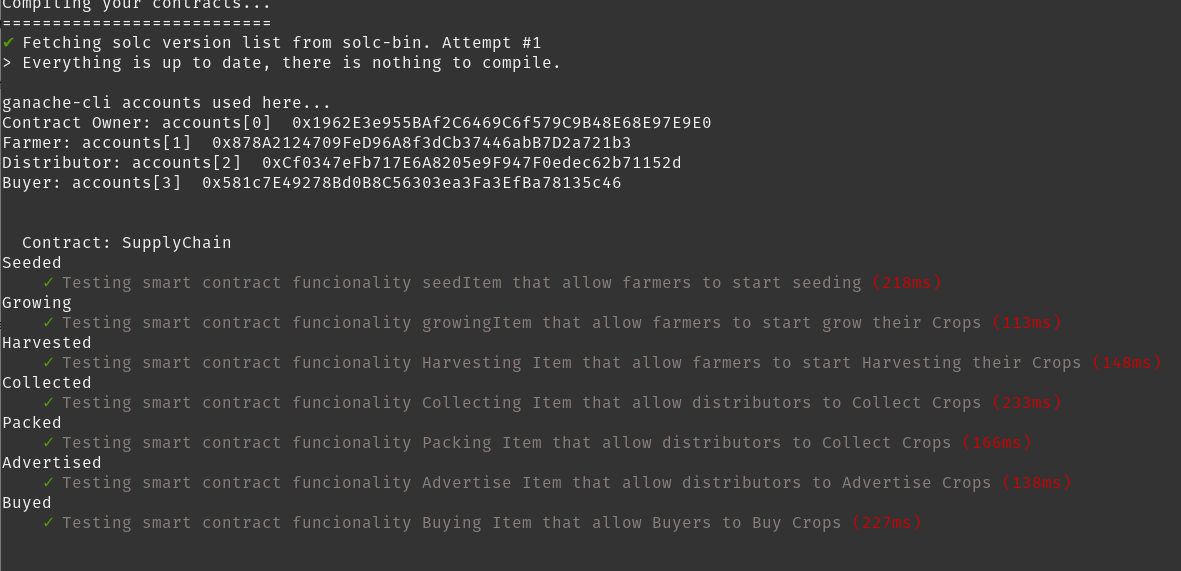 Compiling your contracts...
===========================
✔ Fetching solc version list from solc-bin. Attempt #1
> Everything is up to date, there is nothing to compile.
ganache-cli accounts used here...
Contract Owner: accounts[0]  0x1962E3e955BAf2C6469C6f579C9B48E68E97E9E0
Farmer: accounts[1]  0x878A2124709FeD96A8f3dCb37446abB7D2a721b3
Distributor: accounts[2]  0xCf0347eFb717E6A8205e9F947F0edec62b71152d
Buyer: accounts[3]  0x581c7E49278Bd0B8C56303ea3Fa3EfBa78135c46
Contract: SupplyChain
Seeded
✓ Testing smart contract funcionality seedItem that allow farmers to start seeding (218ms)
Growing
✓ Testing smart contract funcionality growingItem that allow farmers to start grow their Crops (113ms)
Harvested
✓ Testing smart contract funcionality Harvesting Item that allow farmers to start Harvesting their Crops (148ms)
Collected
✓ Testing smart contract funcionality Collecting Item that allow distributors to Collect Crops (233ms)
Packed
✓ Testing smart contract funcionality Packing Item that allow distributors to Collect Crops (166ms)
Advertised
✓ Testing smart contract funcionality Advertise Item that allow distributors to Advertise Crops (138ms)
Buyed
✓ Testing smart contract funcionality Buying Item that allow Buyers to Buy Crops (227ms)